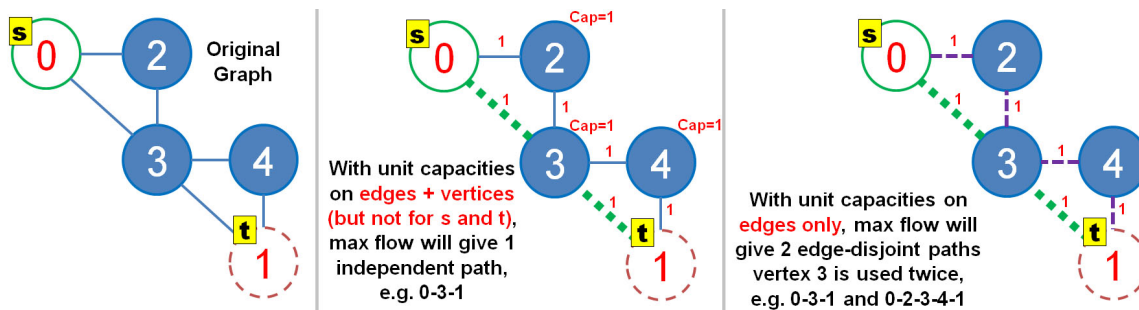 s
0
2
Original
Graph
3
4
t
1
Cap=1
s
0
1
2
1
1
Cap=1
Cap=1
3
1
4
With unit capacities
on edges + vertices
(but not for s and t),
max flow will give 1
independent path,
e.g. 0-3-1
1
1
t
1
s
0
1
2
1
1
3
1
4
With unit capacities on
edges only, max flow will
give 2 edge-disjoint paths
vertex 3 is used twice,
e.g. 0-3-1 and 0-2-3-4-1
1
1
t
1